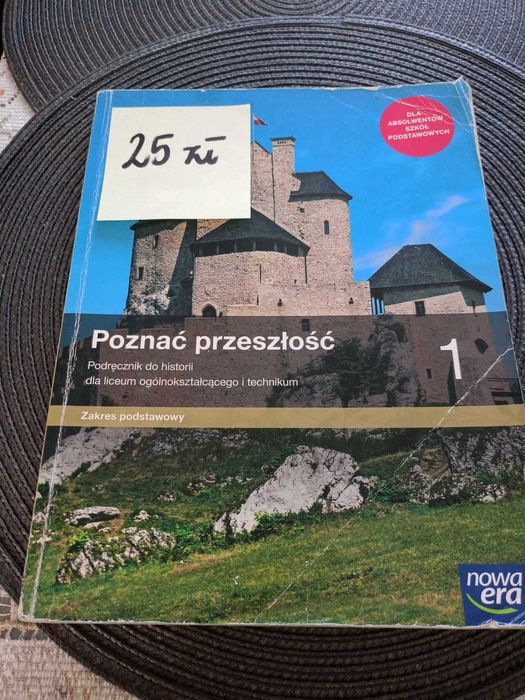 DLA
ABSOLWENTÓW
SZKÓŁ
PODSTAWOWYCH
25 zł
Poznać przeszłość
1
Podręcznik do historii
dla liceum ogólnokształcącego i technikum
Zakres podstawowy
nowa
era